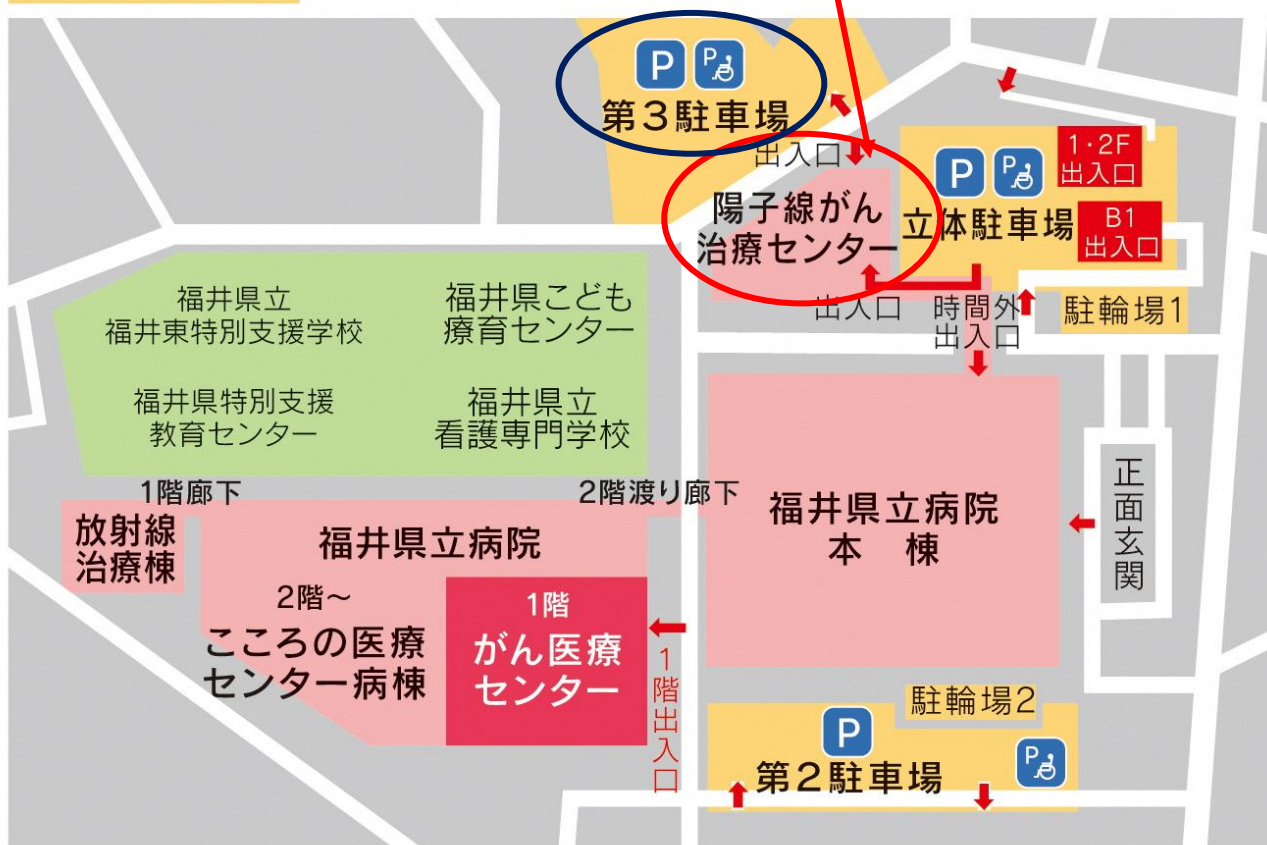 P P
第3駐車場
出入口
陽子線がん
治療センター
P P
立体駐車場
1・2F
出入口
B1
出入口
出入口
時間外
出入口
駐輪場1
福井県立
福井東特別支援学校
福井県こども
療育センター
福井県特別支援
教育センター
福井県立
看護専門学校
1階廊下
2階渡り廊下
放射線
治療棟
福井県立病院
2階～
こころの医療
センター病棟
1階
がん医療
センター
1階出入口
福井県立病院
本 棟
正面玄関
駐輪場2
P
第2駐車場
P